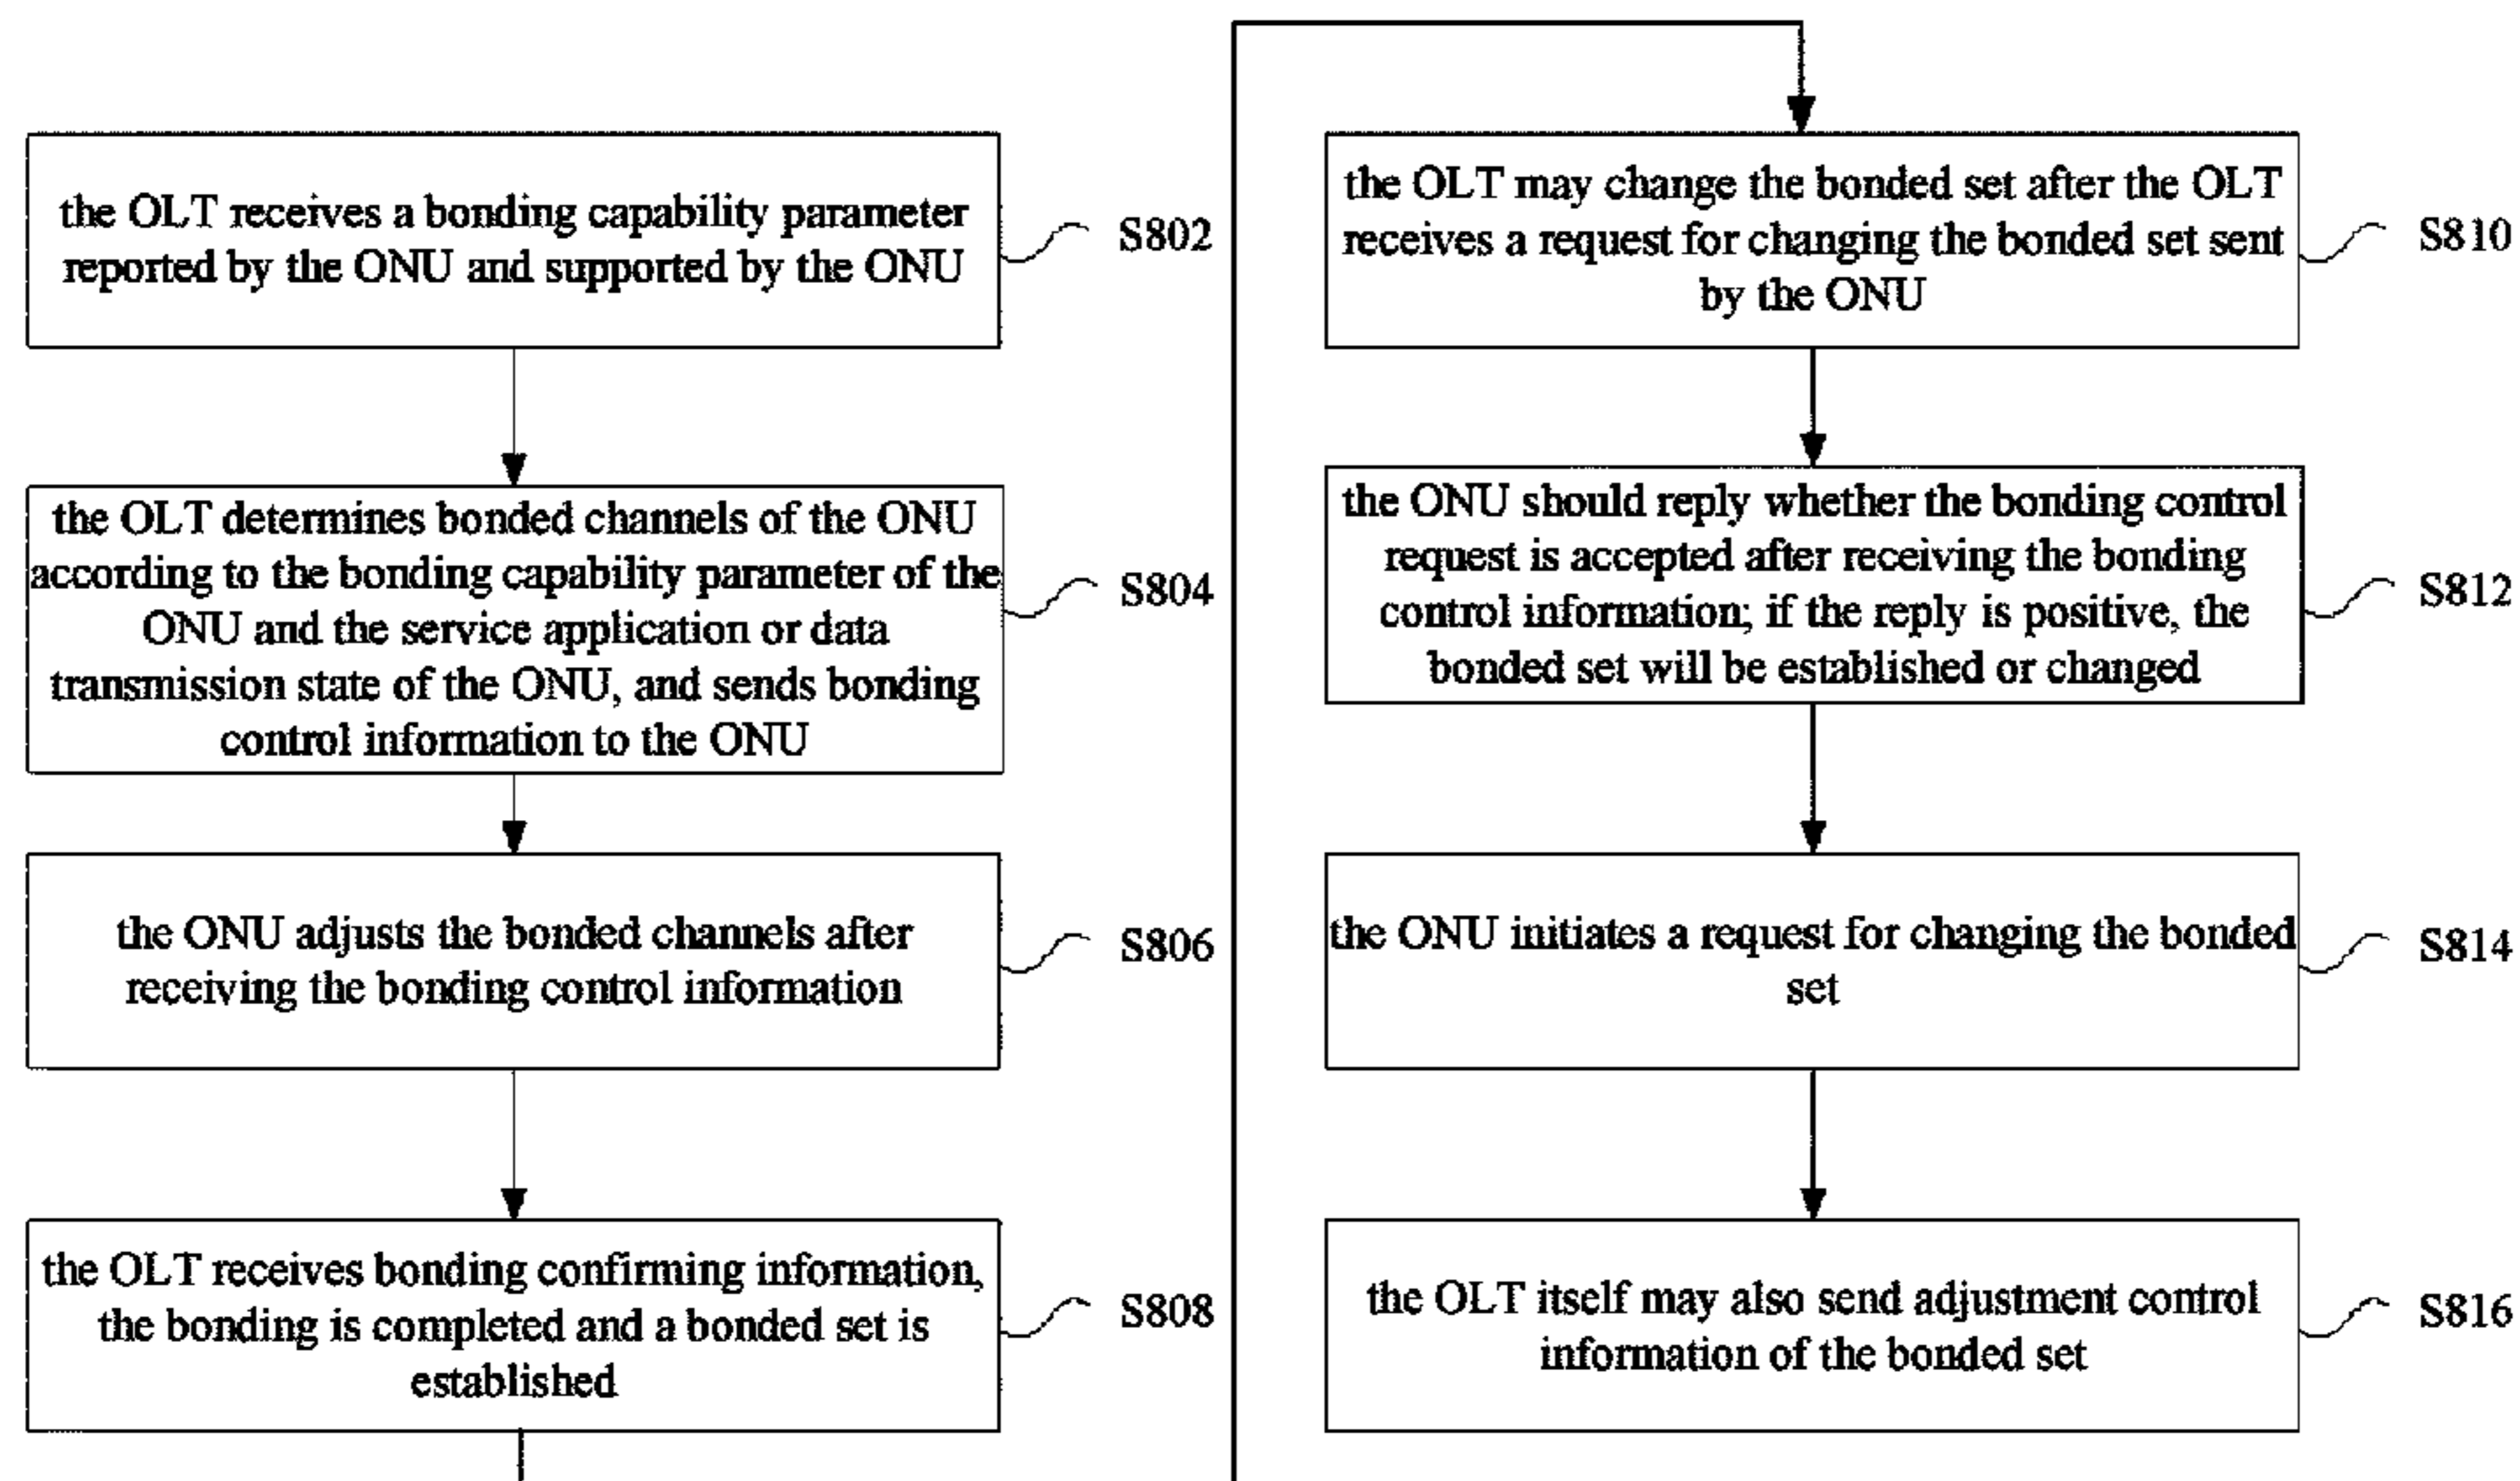 the OLT receives a bonding capability parameter
reported by the ONU and supported by the ONU
S802
the OLT determines bonded channels of the ONU
according to the bonding capability parameter of the
ONU and the service application or data
transmission state of the ONU, and sends bonding
control information to the ONU
S804
the ONU adjusts the bonded channels after
receiving the bonding control information
S806
the OLT receives bonding confirming information,
the bonding is completed and a bonded set is
established
S808
the OLT may change the bonded set after the OLT
receives a request for changing the bonded set sent
by the ONU
S810
the ONU should reply whether the bonding control
request is accepted after receiving the bonding
control information; if the reply is positive, the
bonded set will be established or changed
S812
the ONU initiates a request for changing the bonded
set
S814
the OLT itself may also send adjustment control
information of the bonded set
S816